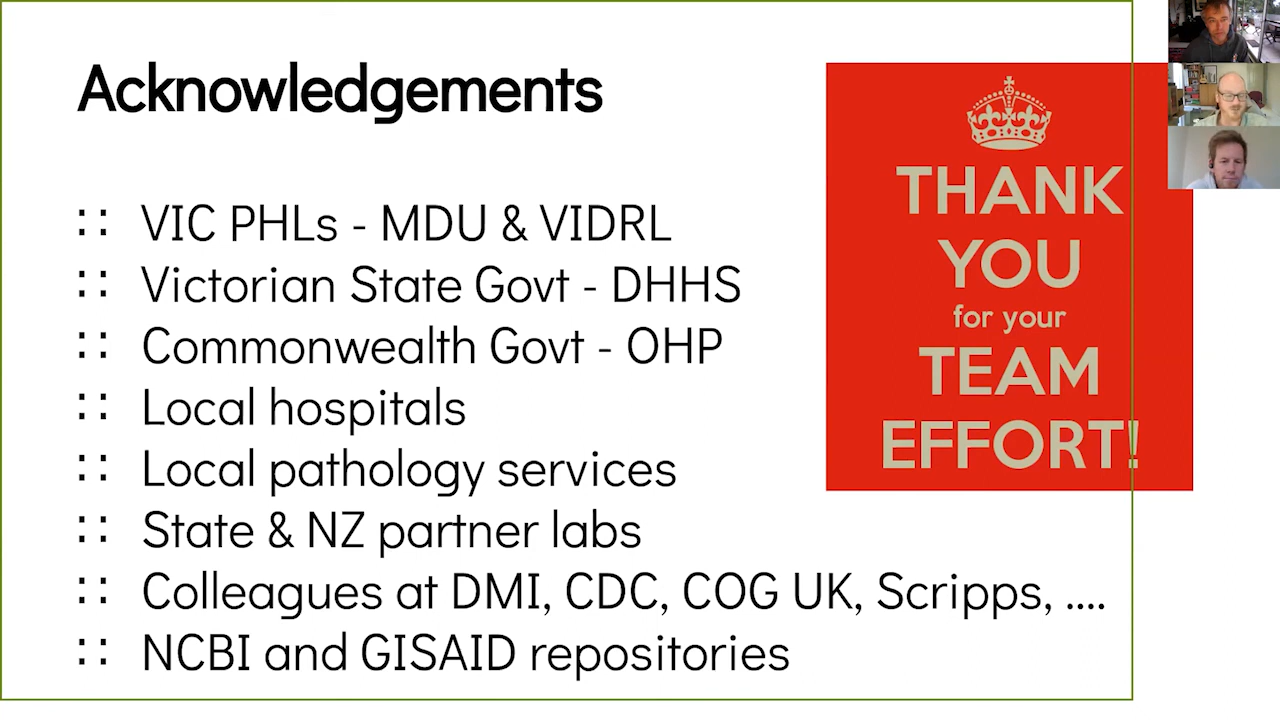 Acknowledgements
VIC PHLs - MDU & VIDRL
Victorian State Govt - DHHS
Commonwealth Govt - OHP
Local hospitals
Local pathology services
State & NZ partner labs
Colleagues at DMI, CDC, COG UK, Scripps, ....
NCBI and GISAID repositories
THANK
YOU
for your
TEAM
EFFORT!